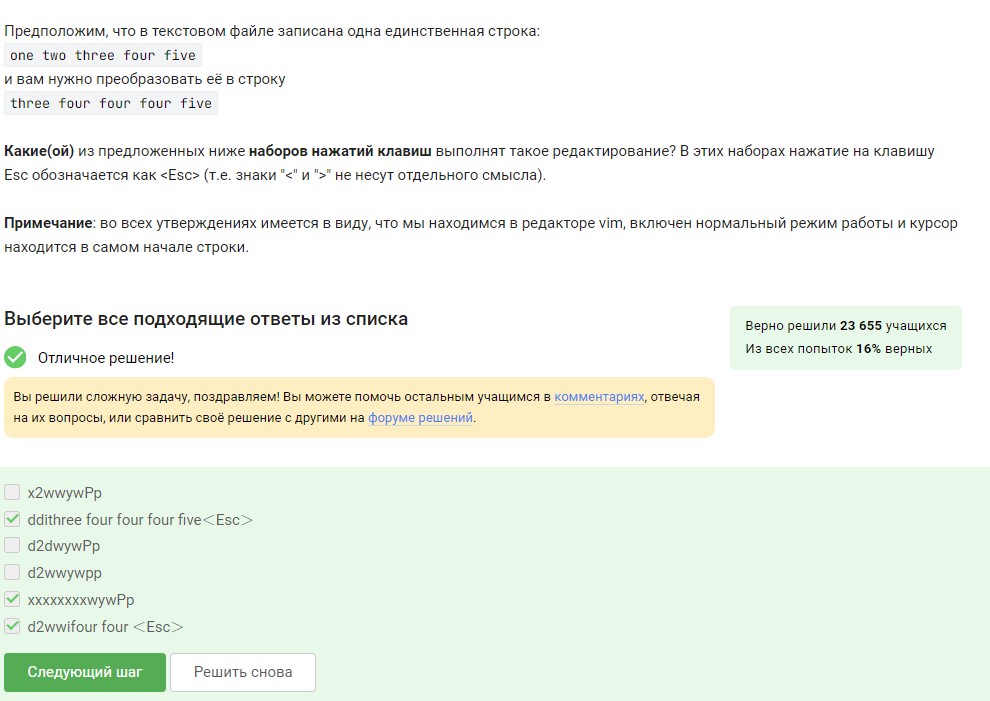 Предположим, что в текстовом файле записана одна единственная строка:
one two three four five
и вам нужно преобразовать её в строку
three four four four five
Какие(ой) из предложенных ниже наборов нажатий клавиш выполнят такое редактирование? В этих наборах нажатие на клавишу
Esc обозначается как <Esc> (т.е. знаки "<" и ">" не несут отдельного смысла).
Примечание: во всех утверждениях имеется в виду, что мы находимся в редакторе vim, включен нормальный режим работы и курсор
находится в самом начале строки.
Выберите все подходящие ответы из списка
Отличное решение!
Верно решили 23 655 учащихся
Из всех попыток 16% верных
Вы решили сложную задачу, поздравляем! Вы можете помочь остальным учащимся в комментариях, отвечая
на их вопросы, или сравнить своё решение с другими на форуме решений.
x2wwywPp
ddithree four four four five<Esc>
d2dwywPp
d2wwywpp
xxxxxxxxwywPp
d2wwifour four <Esc>
Следующий шаг
Решить снова